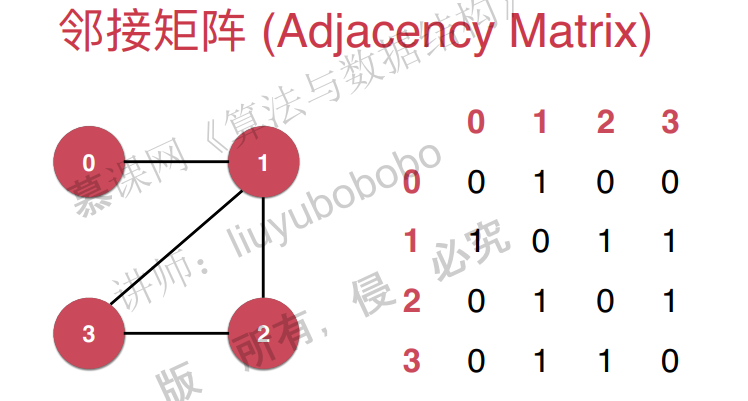 邻接矩阵 (Adjacency Matrix)
慕课网《算法与数据结构》
讲师：liuyubobobo
版 所有，侵 必究
0 1
3 2
0 1 2 3
0 0 1 0 0
1 1 0 1 1
2 0 1 0 1
3 0 1 1 0